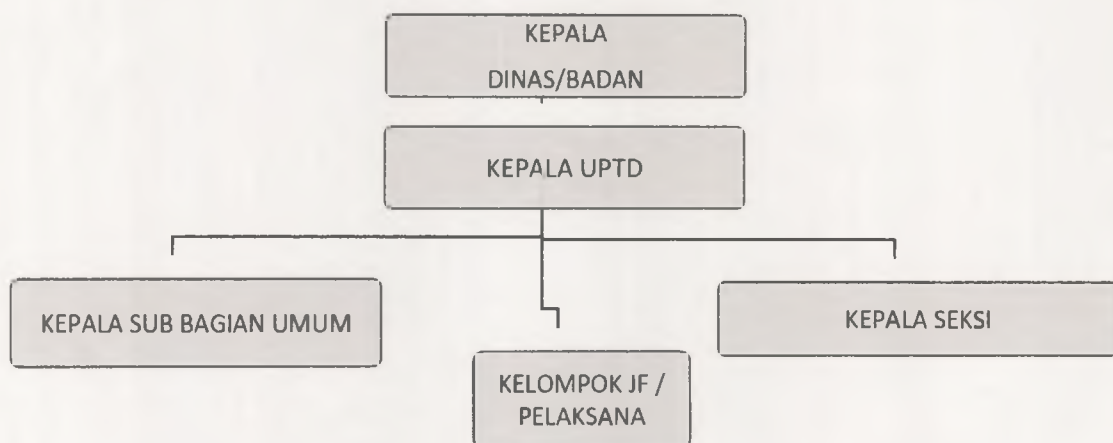 KEPALA
DINAS/BADAN
KEPALA UPTD
KEPALA SUB BAGIAN UMUM
KEPALA SEKSI
KELOMPOK JF /
PELAKSANA